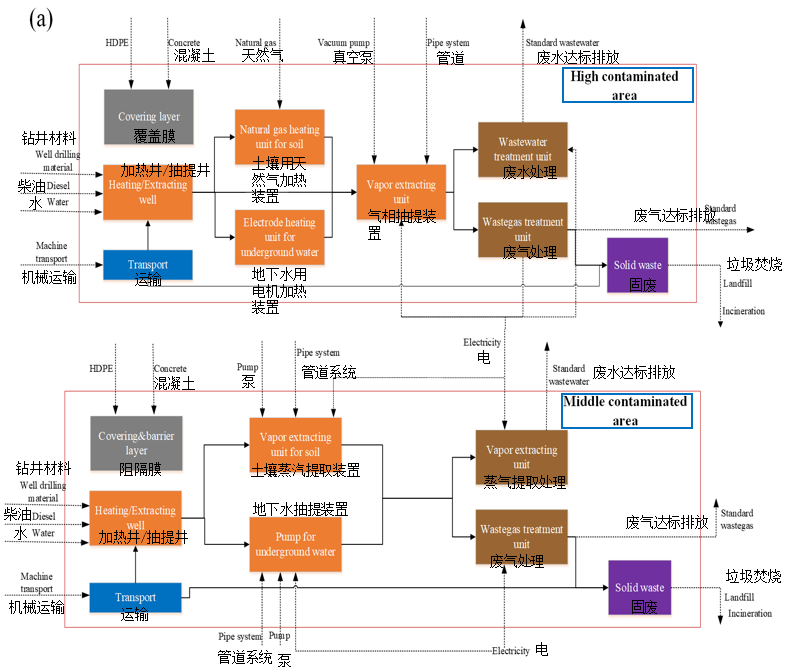 (a)
HDPE
Concrete
混凝土
Natural gas
天然气
Vacuum pump
真空泵
Pipe system
管道
Standard wastewater
废水达标排放
High contaminated
area
Covering layer
覆盖膜
钻井材料
Well drilling
material
柴油 Diesel
水 Water
加热井/抽提井
Heating/Extracting
well
Natural gas heating
unit for soil
土壤用天
然气加热
装置
Electrode heating
unit for underground
water
地下水用
电机加热
装置
Vapor extracting
unit
气相抽提装
置
Wastewater
treatment unit
废水处理
Wastegas treatment
unit
废气处理
废气达标排放
Standard
wastegas
Machine
transport
机械运输
Transport
运输
Solid waste
固废
垃圾焚烧
Landfill
Incineration
Electricity
电
HDPE
Concrete
混凝土
Pump
泵
Pipe system
管道系统
Standard
wastewater
废水达标排放
Middle contaminated
area
Covering&barrier
layer
阻隔膜
钻井材料
Well drilling
material
柴油 Diesel
水 Water
Heating/Extracting
well
加热井/抽提井
Vapor extracting
unit for soil
土壤蒸汽提取装置
地下水抽提装置
Pump for
underground water
Vapor extracting
unit
蒸气提取处理
Wastegas treatment
unit
废气处理
废气达标排放
Standard
wastegas
Machine
transport
机械运输
Transport
运输
Solid waste
固废
垃圾焚烧
Landfill
Incineration
Pipe system
管道系统
Pump
泵
Electricity 电